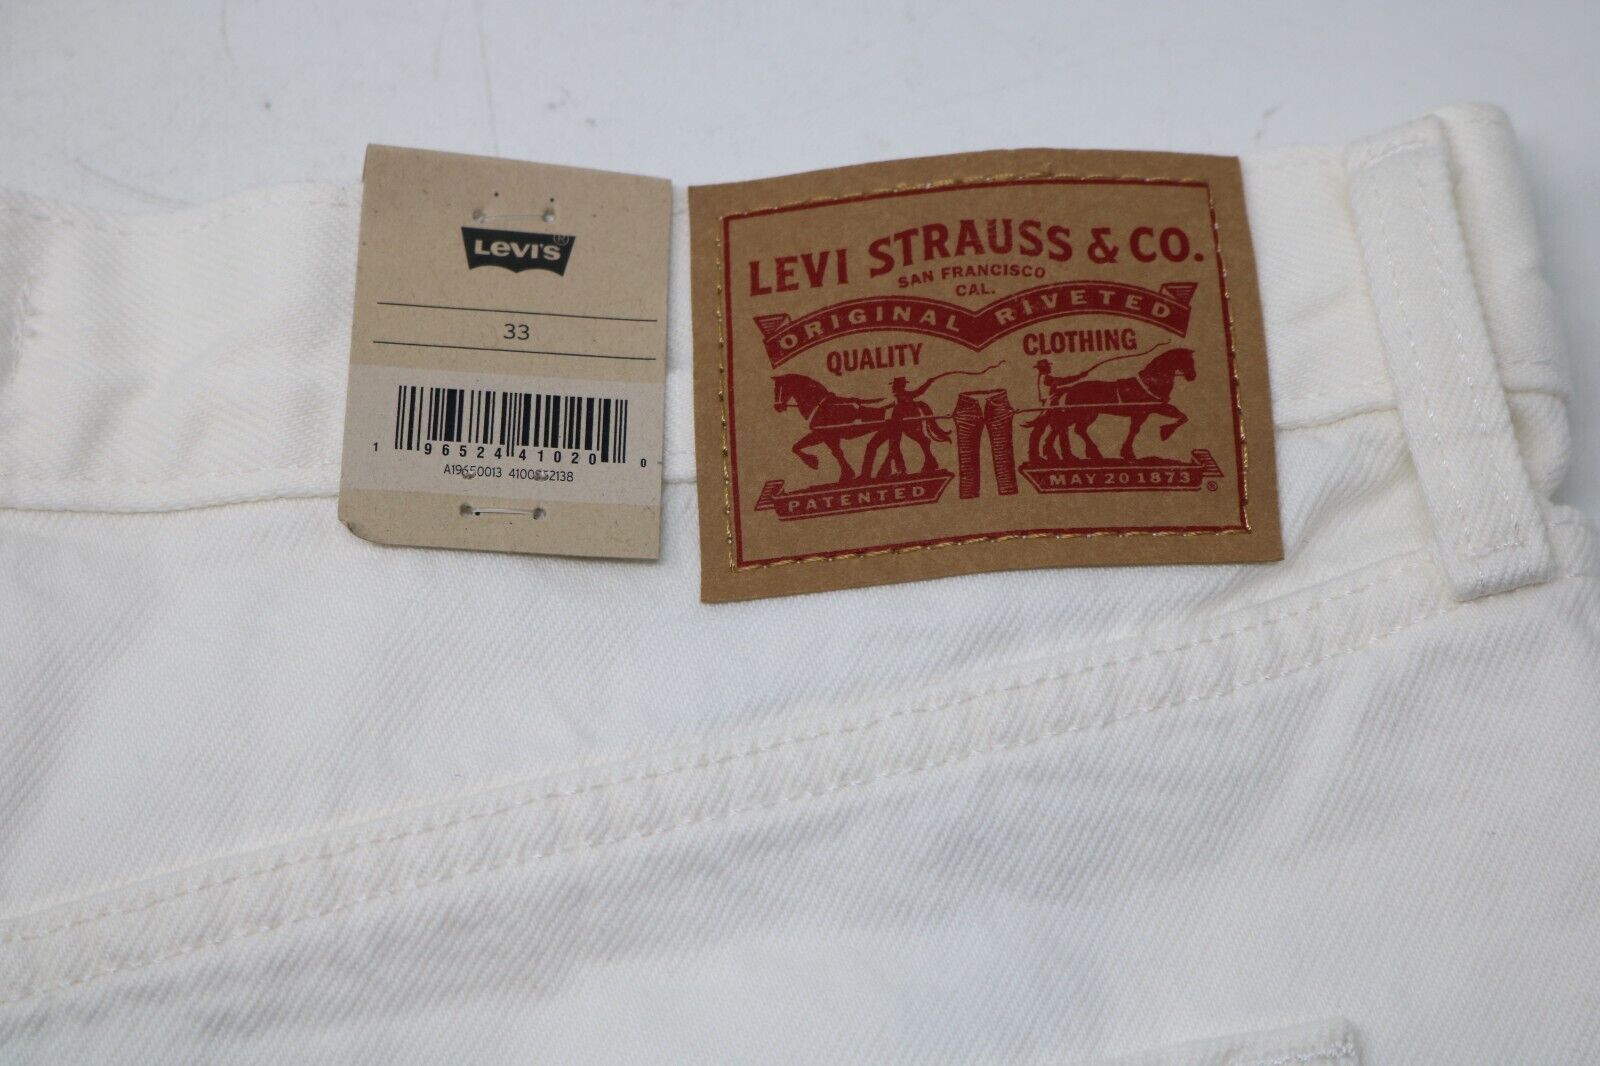 LEVI'S®
33
1 96524 41020 0
A19650013
LEVI STRAUSS & CO.
SAN FRANCISCO
CAL.
ORIGINAL RIVETED
QUALITY CLOTHING
PATENTED MAY 20 1873 ®